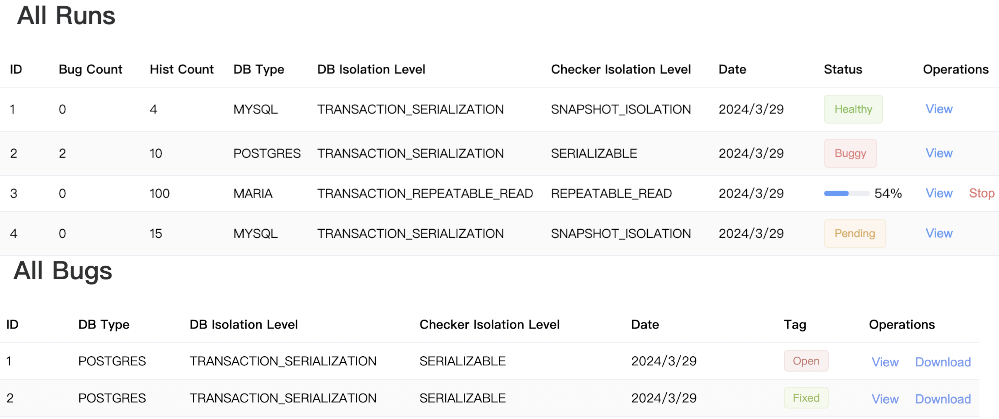 All Runs
ID Bug Count Hist Count DB Type DB Isolation Level Checker Isolation Level Date Status Operations
1 0 4 MYSQL TRANSACTION_SERIALIZATION SNAPSHOT_ISOLATION 2024/3/29 Healthy View
2 2 10 POSTGRES TRANSACTION_SERIALIZATION SERIALIZABLE 2024/3/29 Buggy View
3 0 100 MARIA TRANSACTION_REPEATABLE_READ REPEATABLE_READ 2024/3/29 54% View Stop
4 0 15 MYSQL TRANSACTION_SERIALIZATION SNAPSHOT_ISOLATION 2024/3/29 Pending View
All Bugs
ID DB Type DB Isolation Level Checker Isolation Level Date Tag Operations
1 POSTGRES TRANSACTION_SERIALIZATION SERIALIZABLE 2024/3/29 Open View Download
2 POSTGRES TRANSACTION_SERIALIZATION SERIALIZABLE 2024/3/29 Fixed View Download